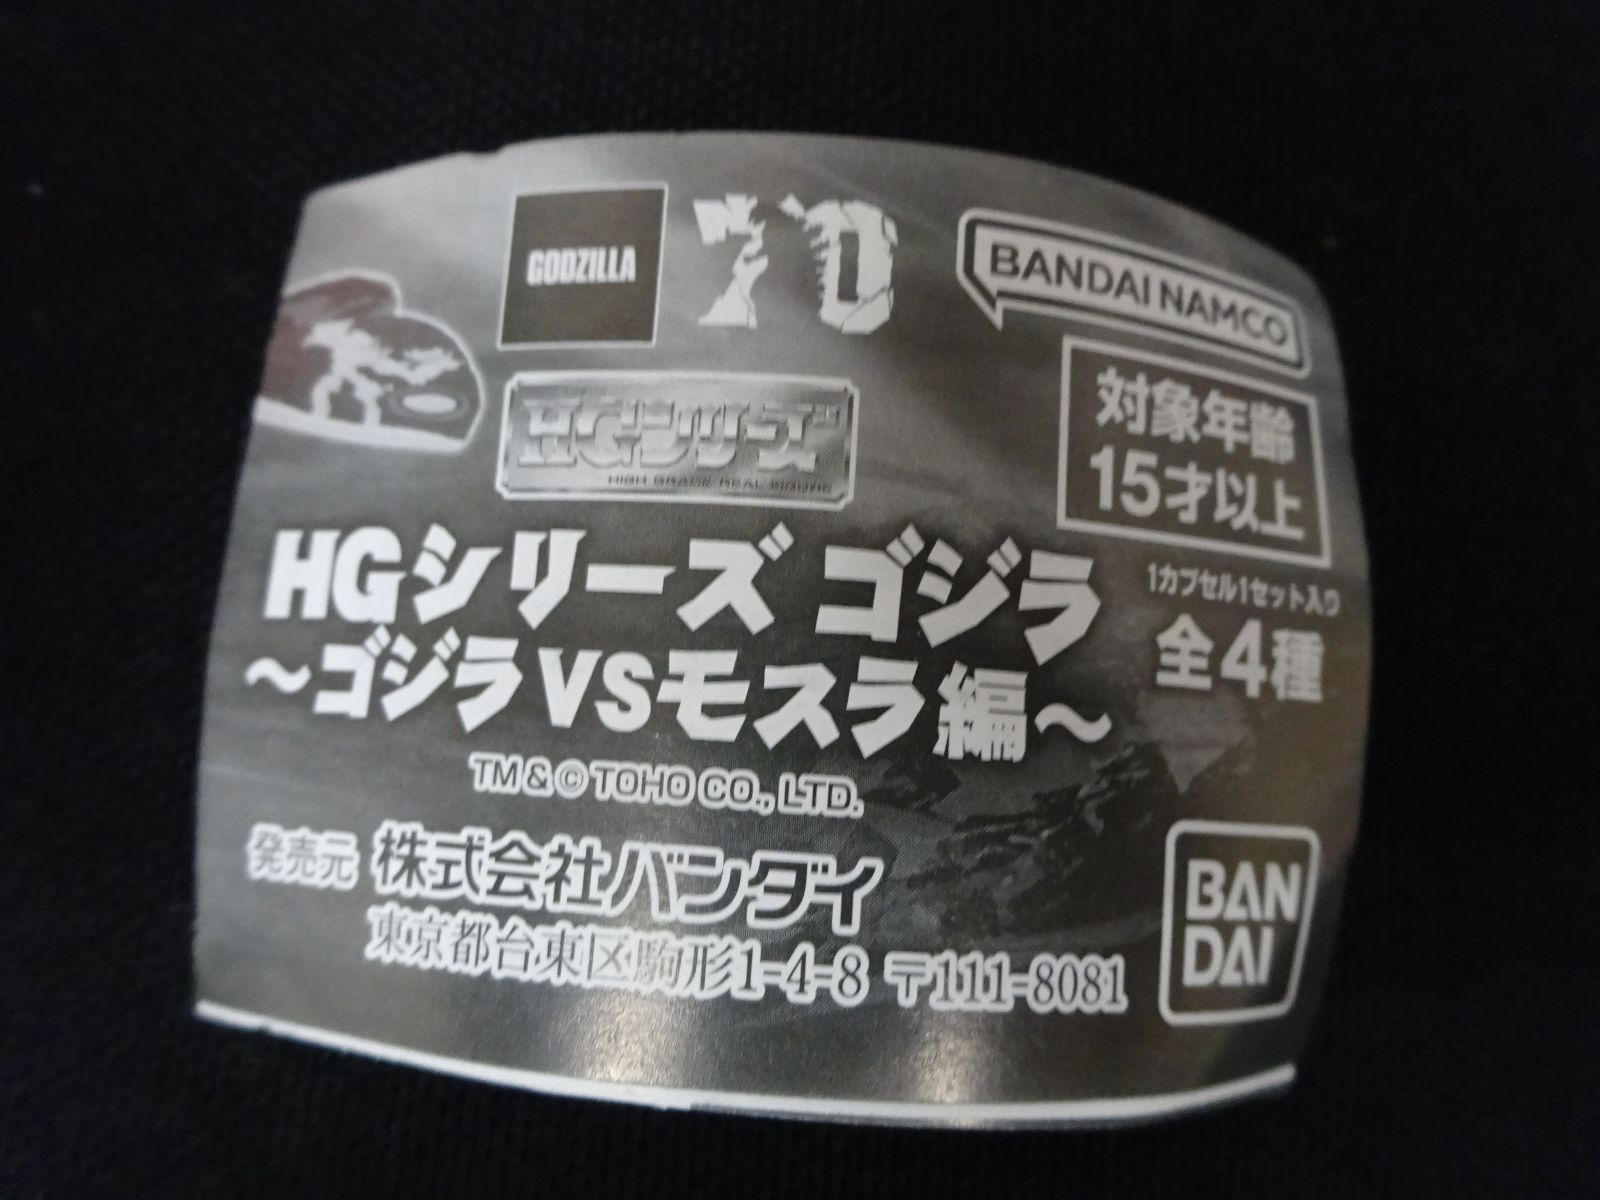 GODZILLA
70
BANDAI NAMCO
HGシリーズ
HIGH GRADE REAL FIGURE
対象年齢
15才以上
HGシリーズ ゴジラ
～ゴジラVSモスラ編～
1カプセル1セット入り
全4種
TM & © TOHO CO., LTD.
発売元 株式会社バンダイ
東京都台東区駒形1-4-8 〒111-8081
BAN
DAI